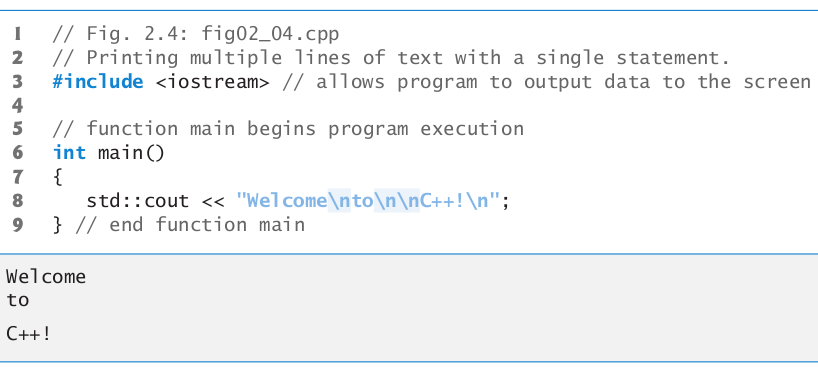 1 // Fig. 2.4: fig02_04.cpp
2 // Printing multiple lines of text with a single statement.
3 #include <iostream> // allows program to output data to the screen
4
5 // function main begins program execution
6 int main()
7 {
8 std::cout << "Welcome\nto\n\nC++!\n";
9 } // end function main
Welcome
to
C++!